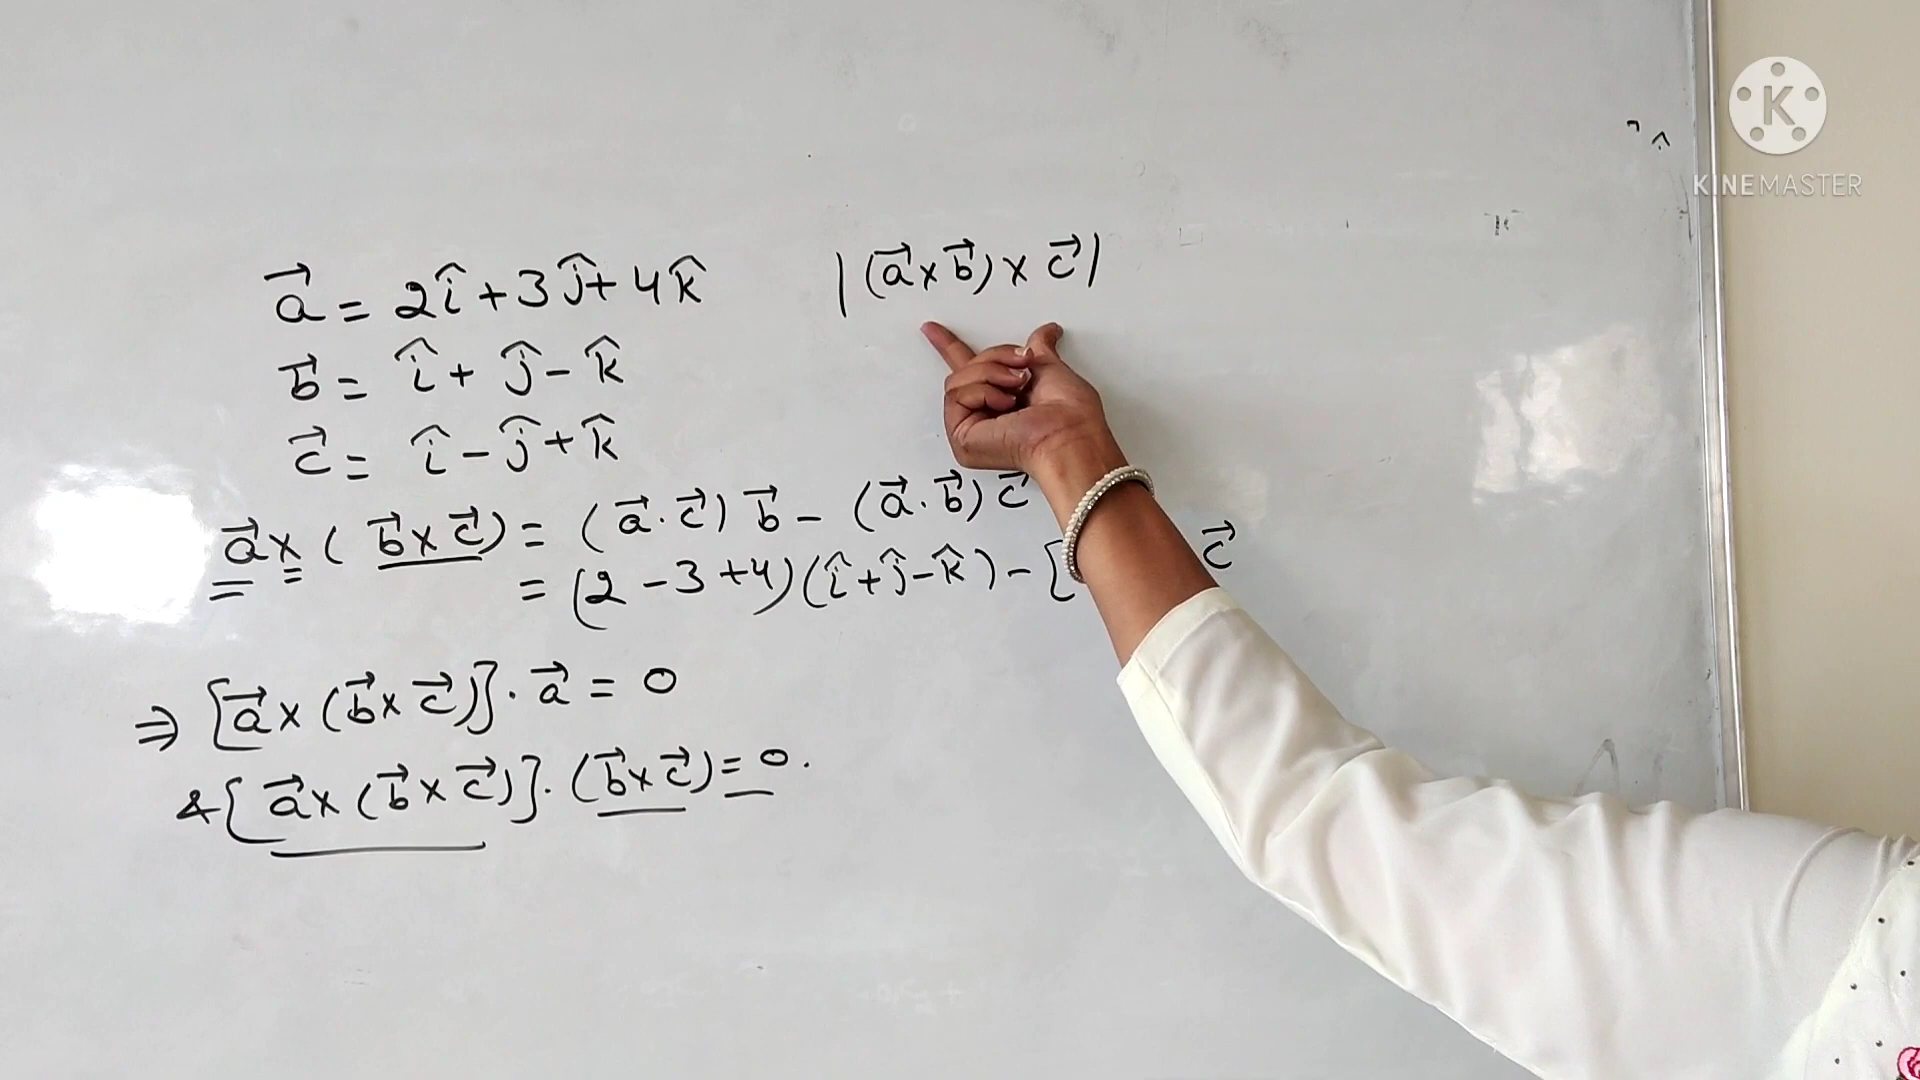 a⃗ = 2î + 3ĵ + 4k̂
b⃗ = î + ĵ - k̂
c⃗ = î - ĵ + k̂
a⃗ × (b⃗ × c⃗) = (a⃗ · c⃗) b⃗ - (a⃗ · b⃗) c⃗
= (2 - 3 + 4)(î + ĵ - k̂) - [ c⃗
⇒ [a⃗ × (b⃗ × c⃗)] · a⃗ = 0
& [a⃗ × (b⃗ × c⃗)] · (b⃗ × c⃗) = 0.
|(a⃗ × b⃗) × c⃗|
K
KINEMASTER